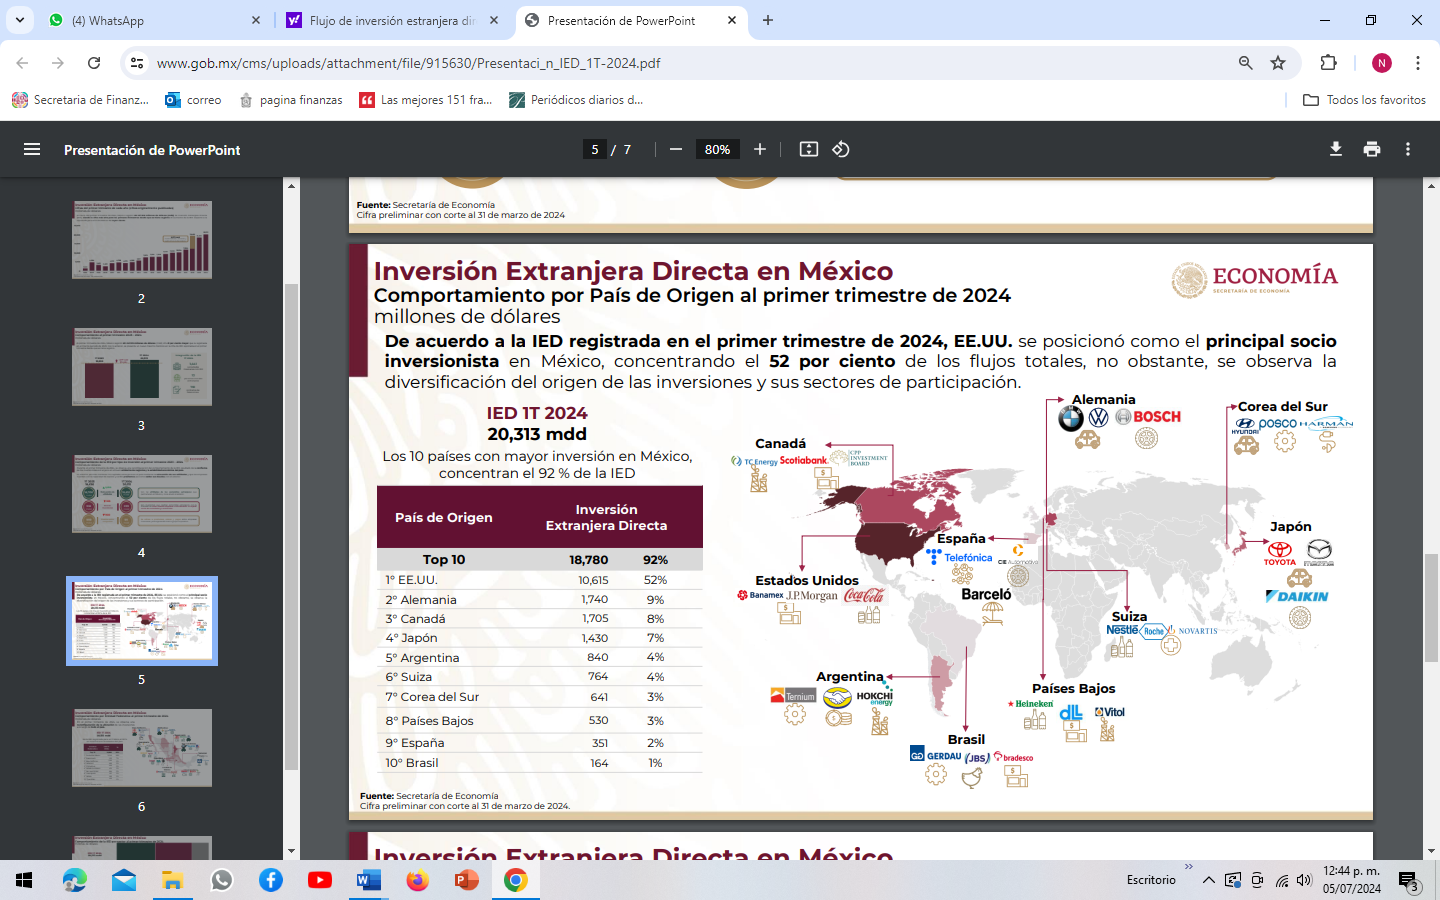 (4) WhatsApp
Flujo de inversión estranjera di
Presentación de PowerPoint
www.gob.mx/cms/uploads/attachment/file/915630/Presentaci_n_IED_1T-2024.pdf
N
Secretaria de Finanz...
correo
pagina finanzas
Las mejores 151 fra...
Periódicos diarios d...
Todos los favoritos
Presentación de PowerPoint
5 / 7
80%
2
3
4
5
6
Fuente: Secretaría de Economía
Cifra preliminar con corte al 31 de marzo de 2024
Inversión Extranjera Directa en México
Comportamiento por País de Origen al primer trimestre de 2024
millones de dólares
ECONOMÍA
SECRETARÍA DE ECONOMÍA
De acuerdo a la IED registrada en el primer trimestre de 2024, EE.UU. se posicionó como el principal socio
inversionista en México, concentrando el 52 por ciento de los flujos totales, no obstante, se observa la
diversificación del origen de las inversiones y sus sectores de participación.
IED 1T 2024
20,313 mdd
Los 10 países con mayor inversión en México,
concentran el 92 % de la IED
País de Origen
Inversión
Extranjera Directa
Top 10 18,780 92%
1° EE.UU. 10,615 52%
2° Alemania 1,740 9%
3° Canadá 1,705 8%
4° Japón 1,430 7%
5° Argentina 840 4%
6° Suiza 764 4%
7° Corea del Sur 641 3%
8° Países Bajos 530 3%
9° España 351 2%
10° Brasil 164 1%
Fuente: Secretaría de Economía
Cifra preliminar con corte al 31 de marzo de 2024.
Canadá
TC Energy
Scotiabank
CPP
INVESTMENT
BOARD
Alemania
BMW
BOSCH
Corea del Sur
HYUNDAI
posco
HARMAN
Japón
TOYOTA
DAIKIN
España
Telefónica
CIE Automotive
Barceló
Estados Unidos
Banamex
J.P.Morgan
Coca-Cola
Suiza
Nestlé
Roche
NOVARTIS
Argentina
Ternium
HOKCHI
energy
Países Bajos
Heineken
dLL
Vitol
Brasil
GERDAU
JBS
bradesco
Inversión Extranjera Directa en México
Escritorio
12:44 p. m.
05/07/2024
3